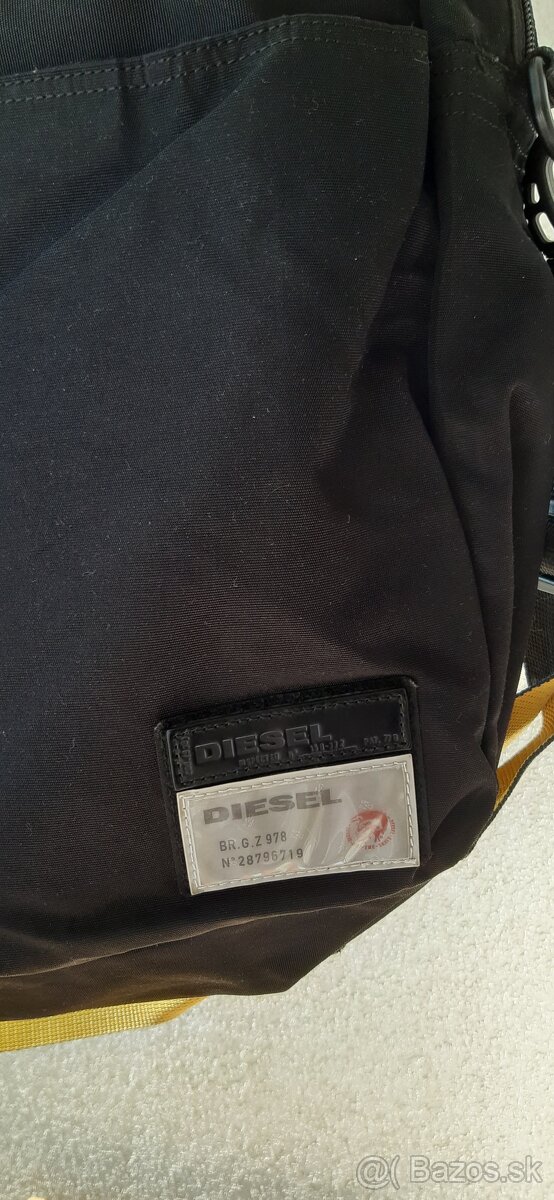 DIESEL
DIESEL
BR.G.Z 978
N°28796719
@ Bazos.sk